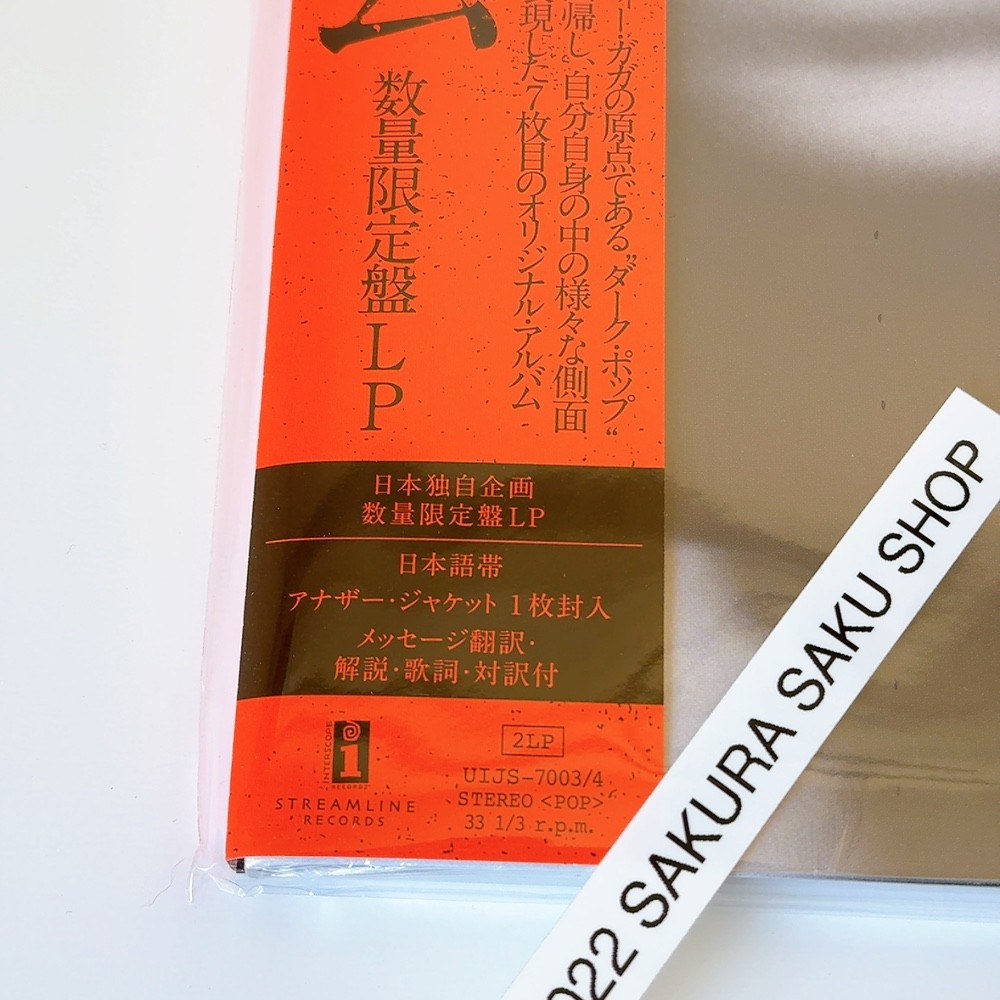 ム
数量限定盤LP
ー・ガガの原点である〝ダーク・ポップ〟
帰し、自分自身の中の様々な側面
現した7枚目のオリジナル・アルバム
日本独自企画
数量限定盤LP
日本語帯
アナザー・ジャケット 1枚封入
メッセージ翻訳・
解説・歌詞・対訳付
INTERSCOPE
RECORDS
STREAMLINE
RECORDS
2LP
UIJS-7003/4
STEREO <POP>
33 1/3 r.p.m.
022 SAKURA SAKU SHOP